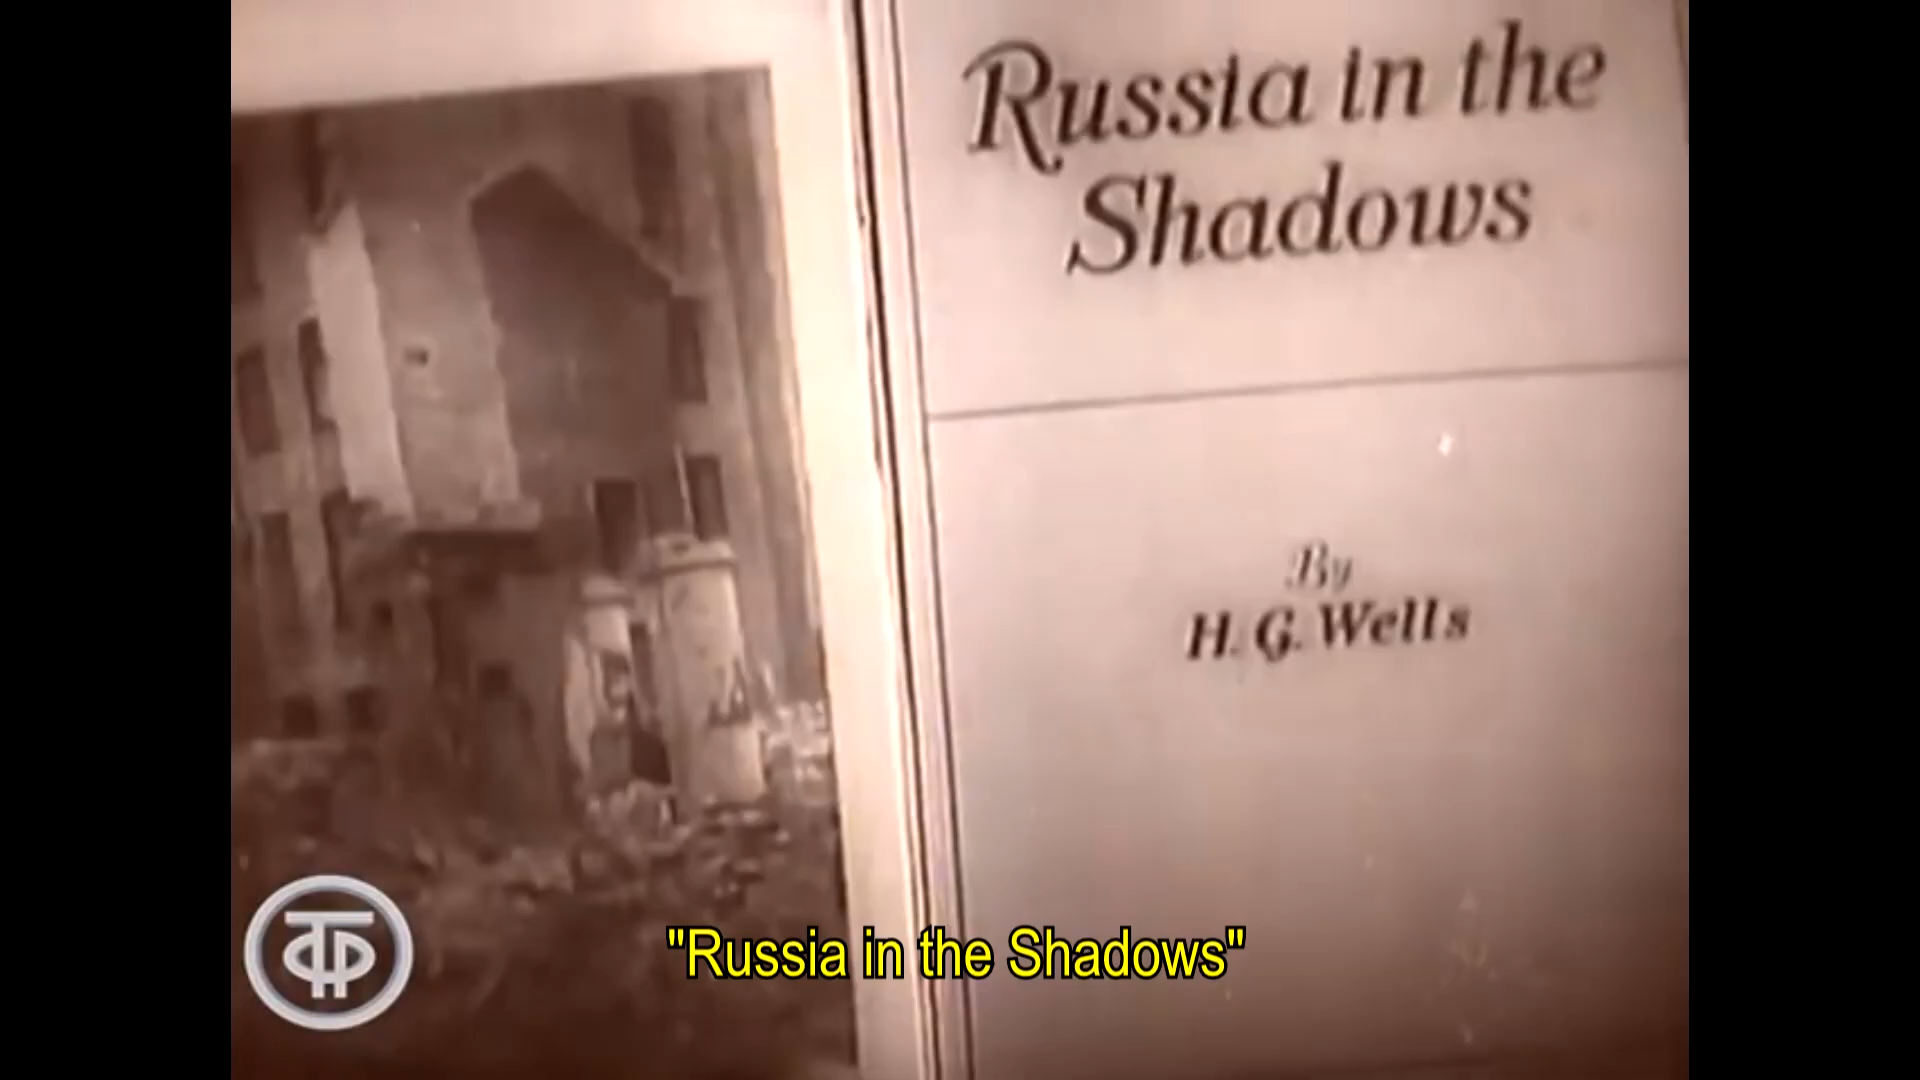 Russia in the
Shadows
By
H. G. Wells
"Russia in the Shadows"